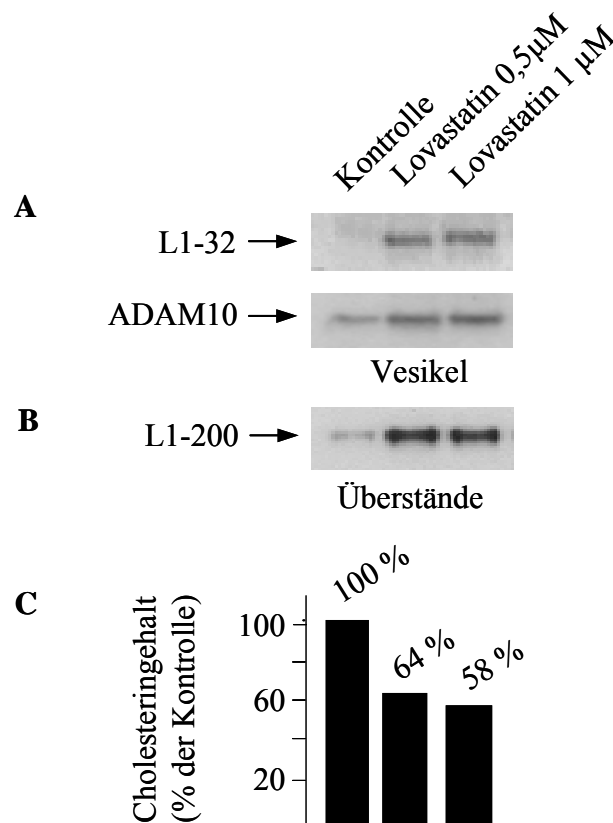 Kontrolle
Lovastatin 0,5µM
Lovastatin 1 µM
A
L1-32
ADAM10
Vesikel
B
L1-200
Überstände
C
Cholesteringehalt
(% der Kontrolle)
100
60
20
100 %
64 %
58 %